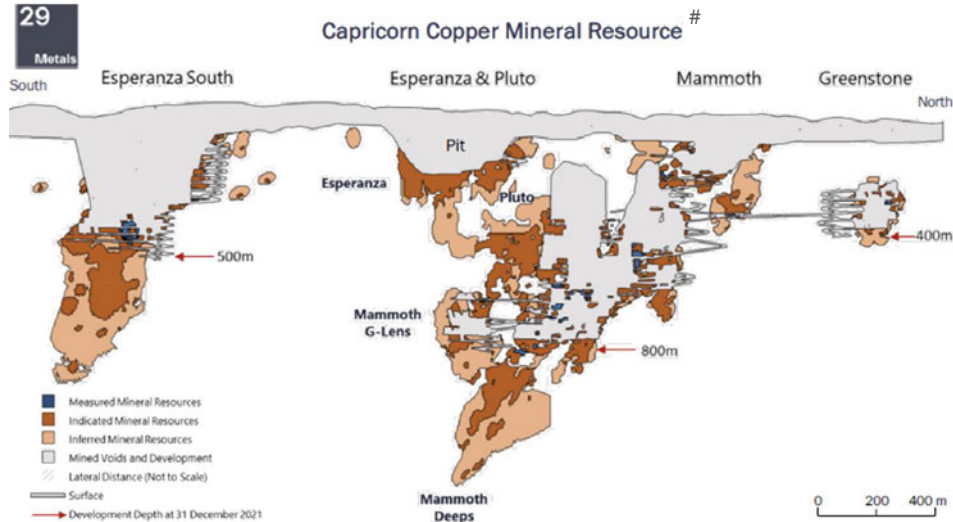 29
Metals
Capricorn Copper Mineral Resource #
South
Esperanza South
Esperanza & Pluto
Mammoth
Greenstone
North
Pit
Esperanza
Pluto
500m
400m
Mammoth
G-Lens
800m
Measured Mineral Resources
Indicated Mineral Resources
Inferred Mineral Resources
Mined Voids and Development
Lateral Distance (Not to Scale)
Surface
Development Depth at 31 December 2021
Mammoth
Deeps
0 200 400 m